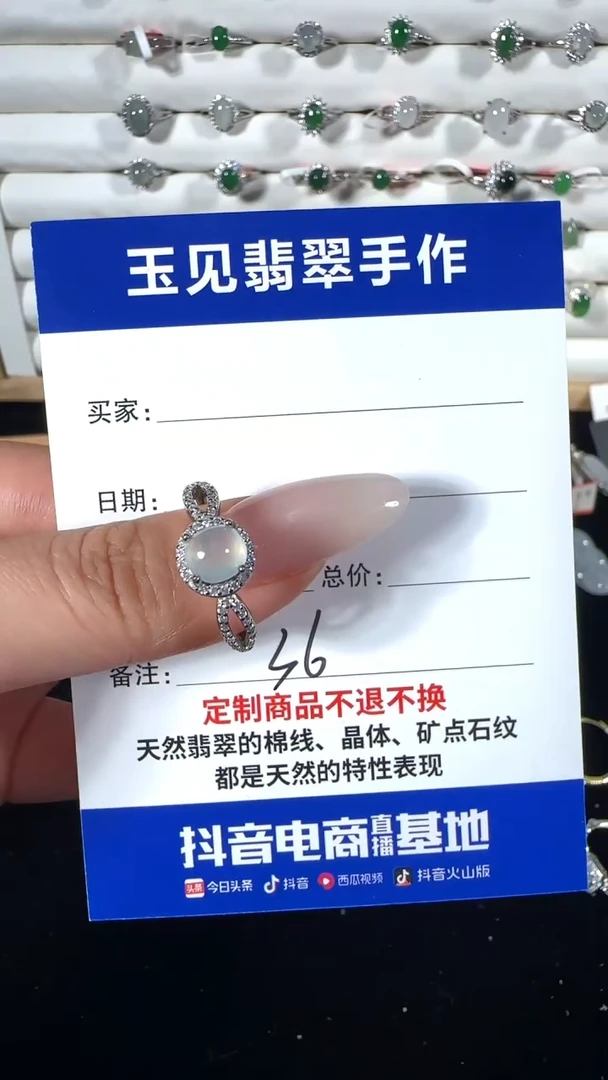 玉见翡翠手作
买家:
日期:
总价:
备注:
定制商品不退不换
天然翡翠的棉线、晶体、矿点石纹
都是天然的特性表现
抖音电商直播基地
头条 今日头条 抖音 西瓜视频 抖音火山版